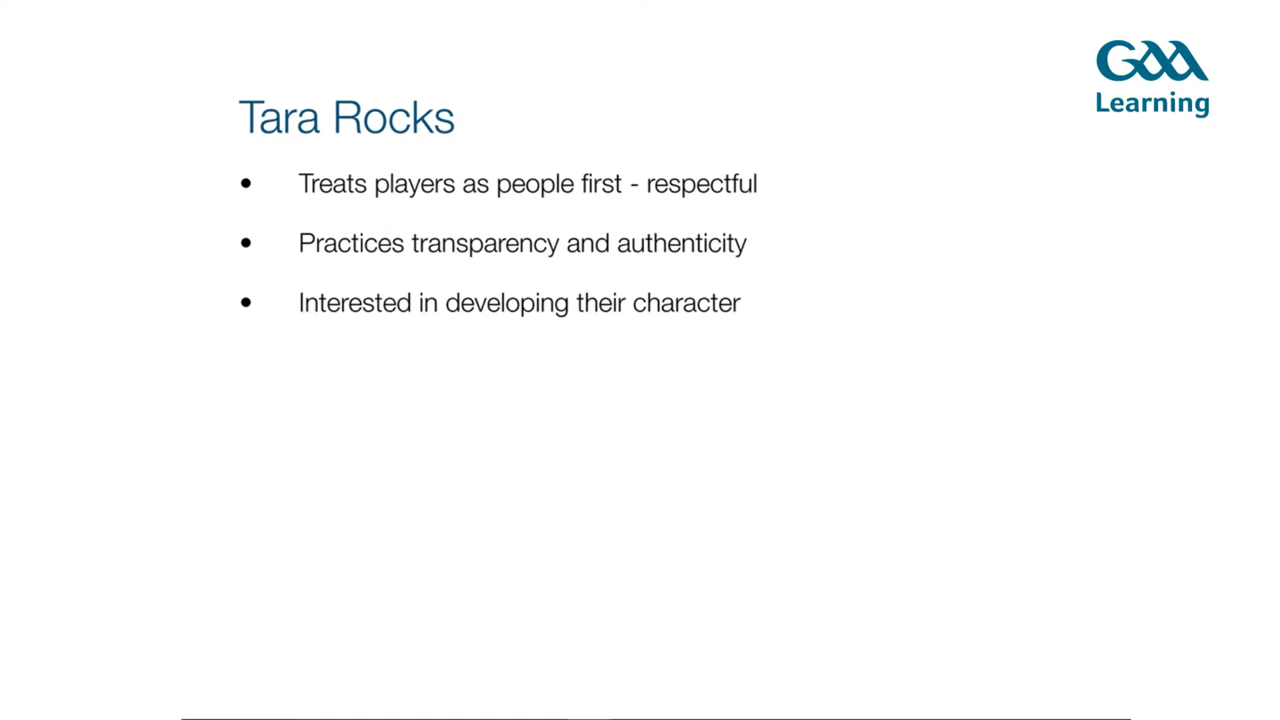 GAA
Learning
Tara Rocks
• Treats players as people first - respectful
• Practices transparency and authenticity
• Interested in developing their character